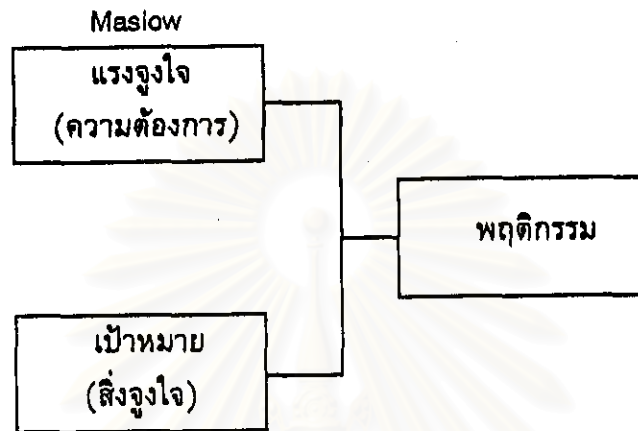 Maslow
แรงจูงใจ
(ความต้องการ)
พฤติกรรม
เป้าหมาย
(สิ่งจูงใจ)